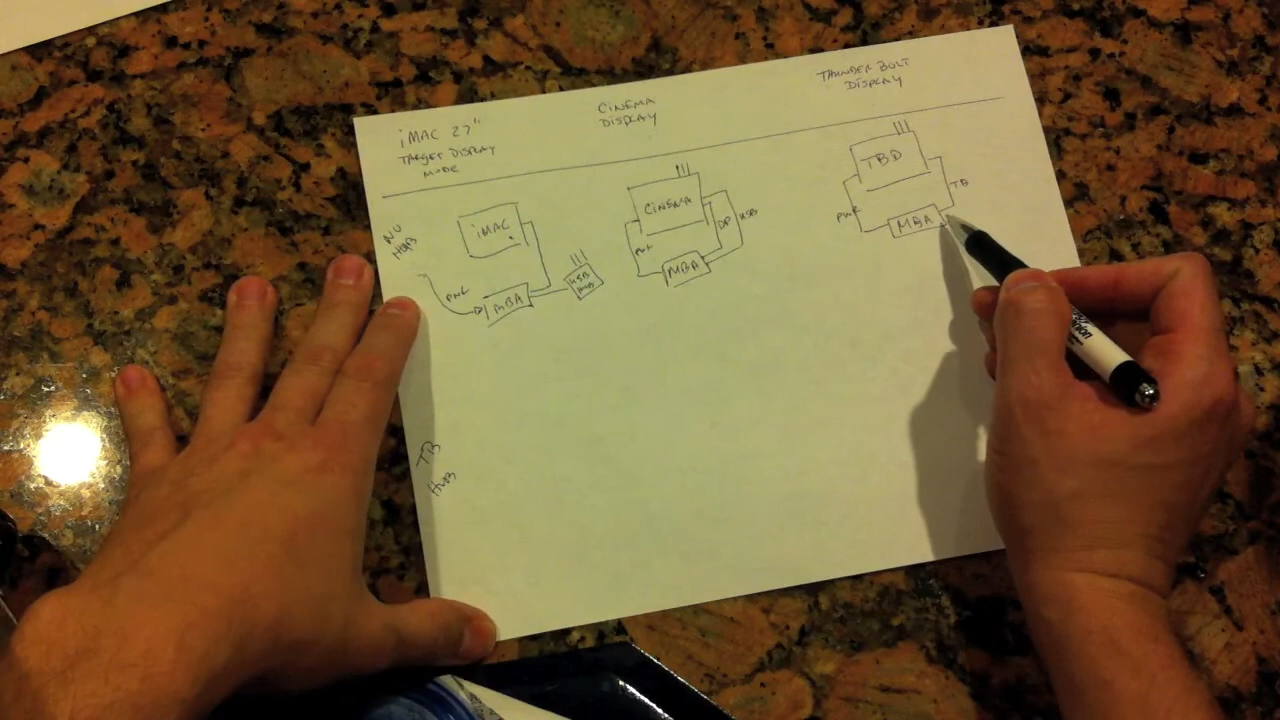 iMAC 27"
TARGET DISPLAY
MODE
CINEMA
DISPLAY
THUNDER BOLT
DISPLAY
NO
HUB
iMAC
PWR
MBA
USB
HUB
CINEMA
PWR
DP
USB
MBA
TBD
PWR
TB
MBA
TB
HUB